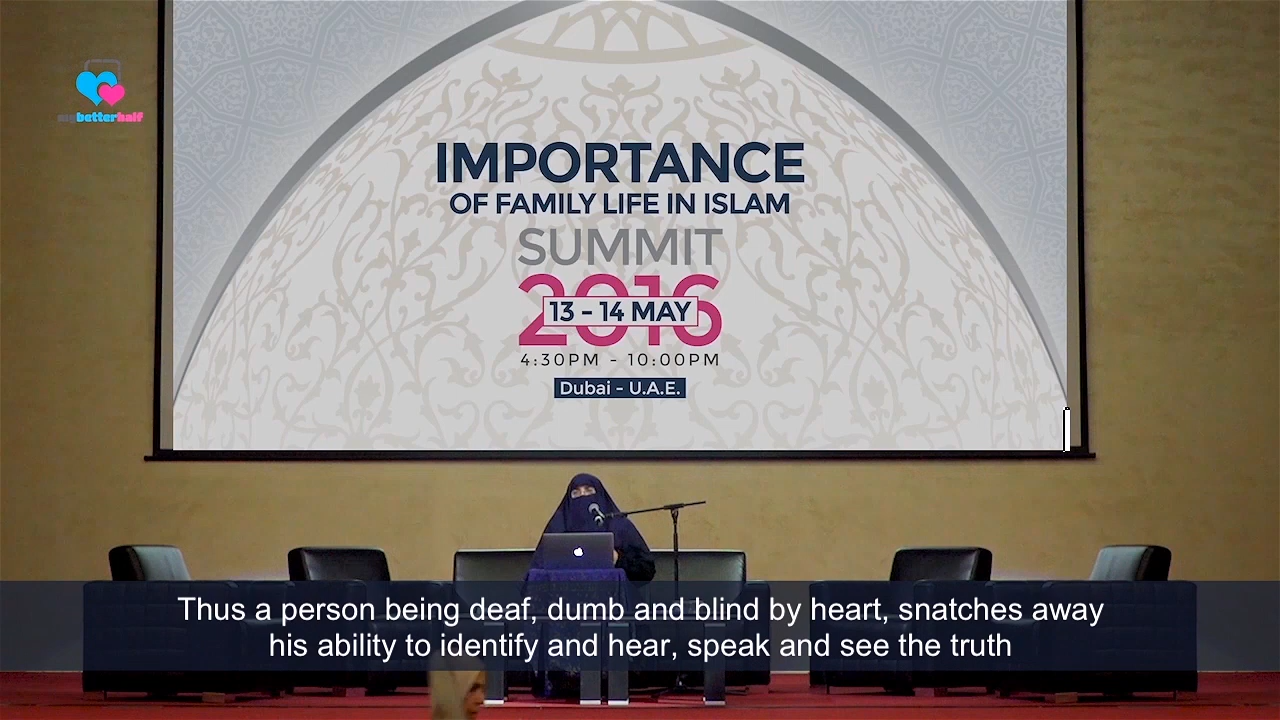 mybetterhalf
IMPORTANCE
OF FAMILY LIFE IN ISLAM
SUMMIT
2016
13 - 14 MAY
4:30PM - 10:00PM
Dubai - U.A.E.
Thus a person being deaf, dumb and blind by heart, snatches away
his ability to identify and hear, speak and see the truth